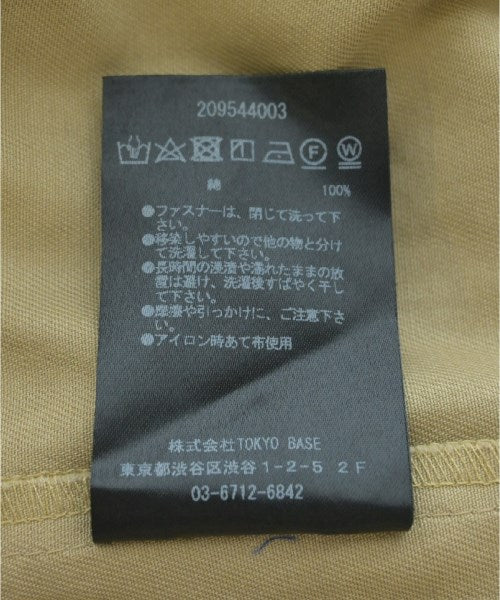 209544003
F W
綿 100%
●ファスナーは、閉じて洗って下
さい。
●移染しやすいので他の物と分け
て洗濯して下さい。
●長時間の浸漬や濡れたままの放
置は避け、洗濯後すばやく干し
て下さい。
●摩擦や引っかけに、ご注意下さ
い。
●アイロン時あて布使用
株式会社TOKYO BASE
東京都渋谷区渋谷1-2-5 2F
03-6712-6842